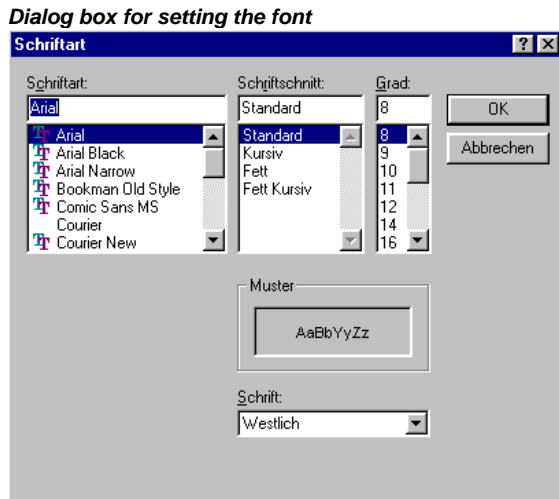 Dialog box for setting the font
Schriftart
Schriftart:
Arial
Arial
Arial Black
Arial Narrow
Bookman Old Style
Comic Sans MS
Courier
Courier New
Schriftschnitt:
Standard
Standard
Kursiv
Fett
Fett Kursiv
Grad:
8
8
9
10
11
12
14
16
OK
Abbrechen
Muster
AaBbYyZz
Schrift:
Westlich